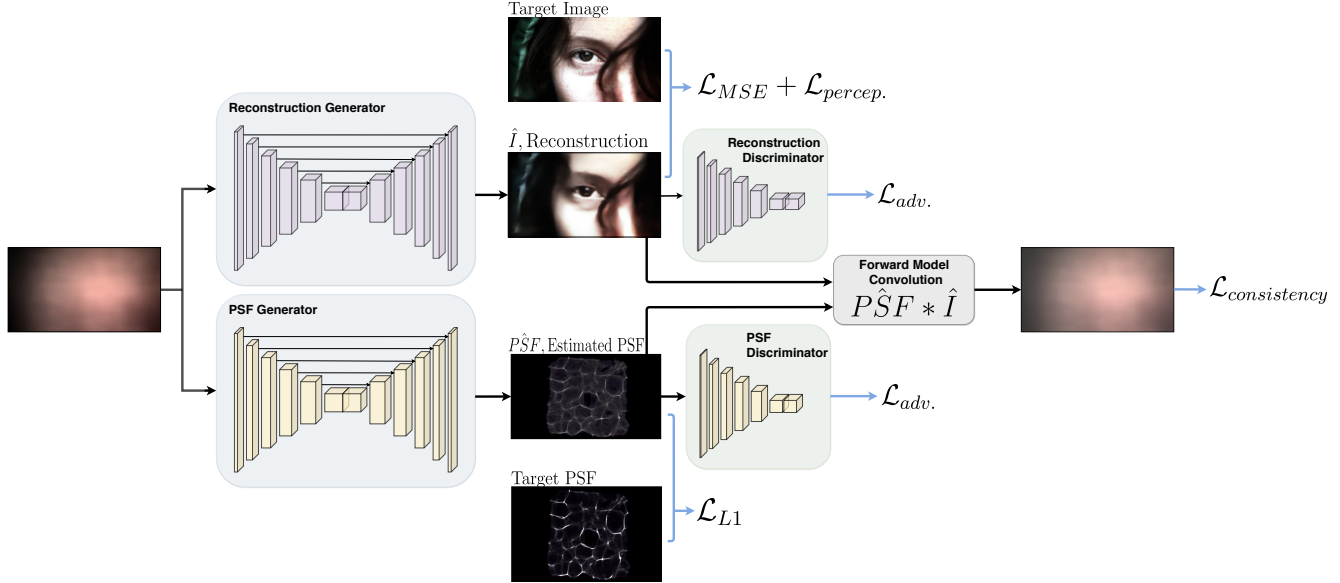 Target Image
ℒ_MSE + ℒ_percep.
Reconstruction Generator
Î, Reconstruction
Reconstruction
Discriminator
ℒ_adv.
Forward Model
Convolution
PŜF * Î
ℒ_consistency
PSF Generator
PŜF, Estimated PSF
PSF
Discriminator
ℒ_adv.
Target PSF
ℒ_L1